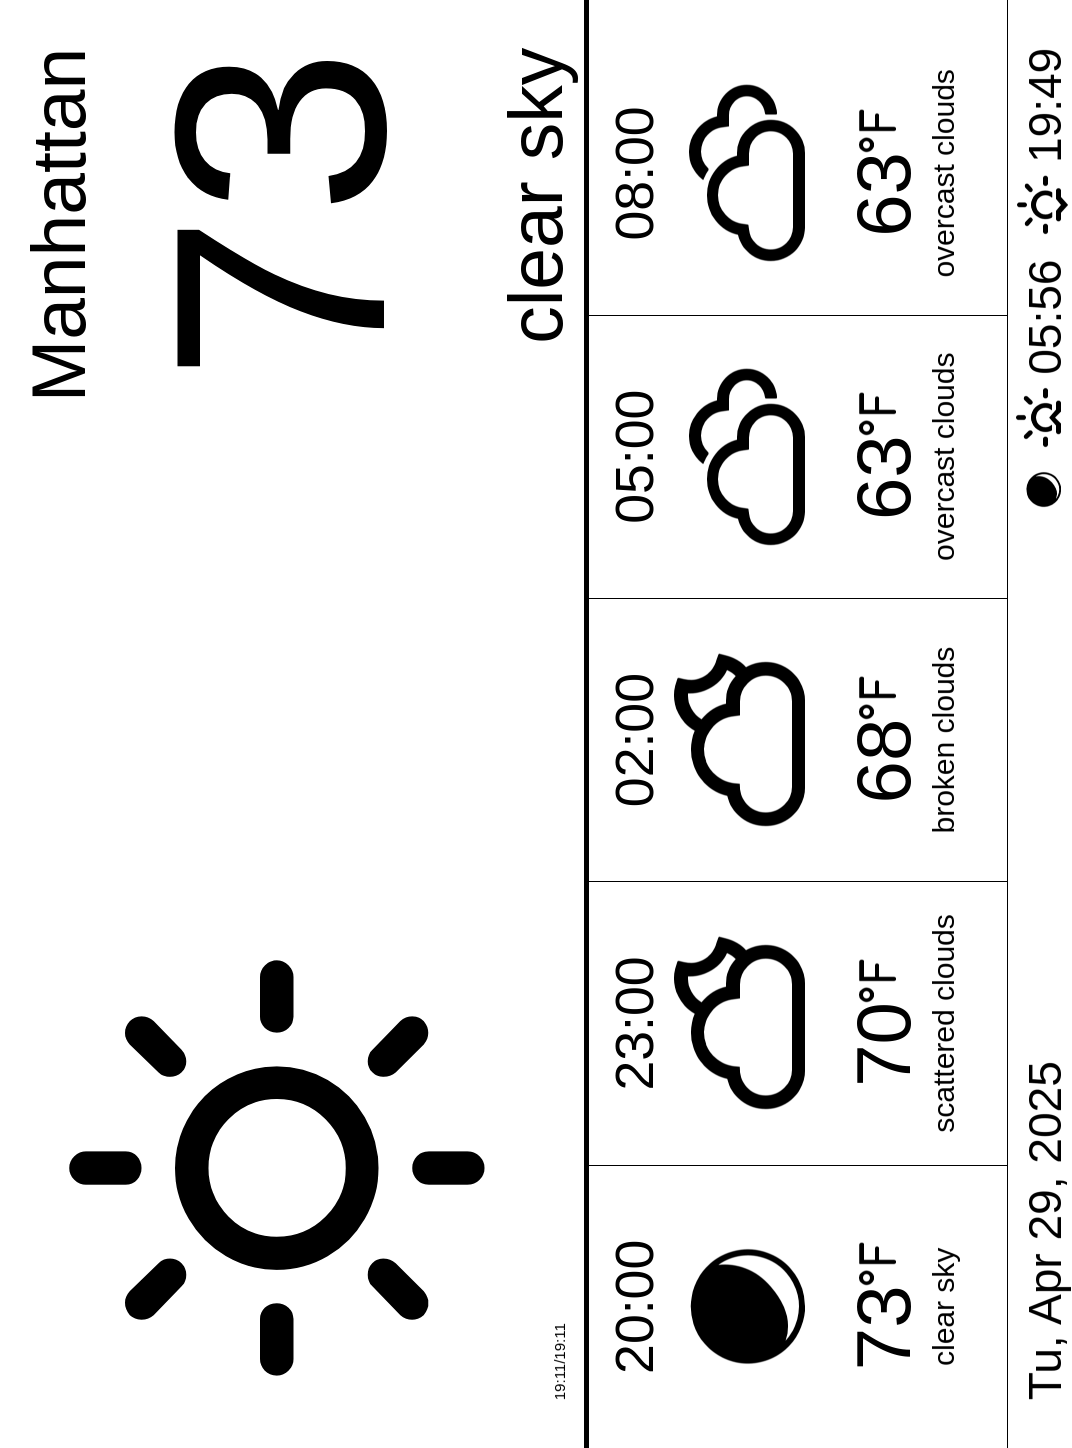 Manhattan
73
clear sky
19:11/19:11
20:00
73°F
clear sky
23:00
70°F
scattered clouds
02:00
68°F
broken clouds
05:00
63°F
overcast clouds
08:00
63°F
overcast clouds
Tu, Apr 29, 2025
05:56 19:49